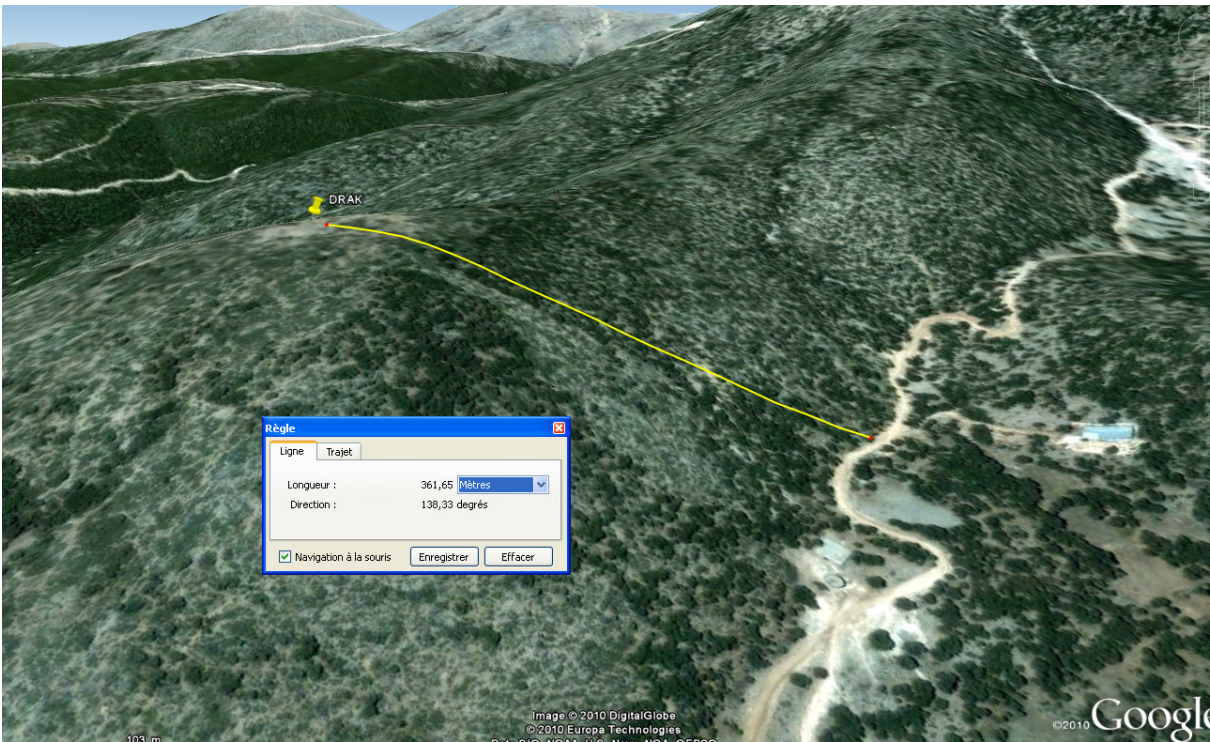 DRAK
Règle
Ligne Trajet
Longueur : 361,65 Mètres
Direction : 138,33 degrés
Navigation à la souris Enregistrer Effacer
Image © 2010 DigitalGlobe
© 2010 Europa Technologies
©2010 Google
103 m